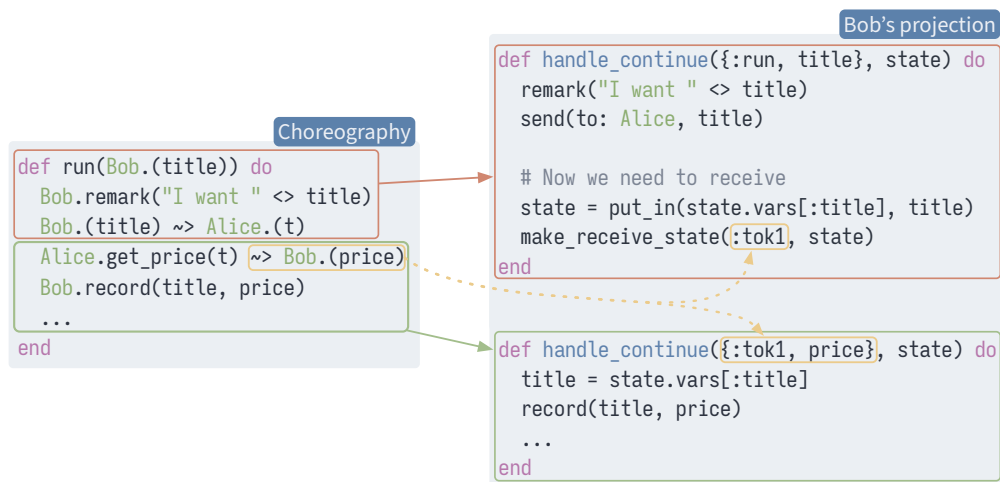 Choreography
def run(Bob.(title)) do
  Bob.remark("I want " <> title)
  Bob.(title) ~> Alice.(t)
  Alice.get_price(t) ~> Bob.(price)
  Bob.record(title, price)
  ...
end
Bob’s projection
def handle_continue({:run, title}, state) do
  remark("I want " <> title)
  send(to: Alice, title)
  # Now we need to receive
  state = put_in(state.vars[:title], title)
  make_receive_state(:tok1, state)
end
def handle_continue({:tok1, price}, state) do
  title = state.vars[:title]
  record(title, price)
  ...
end